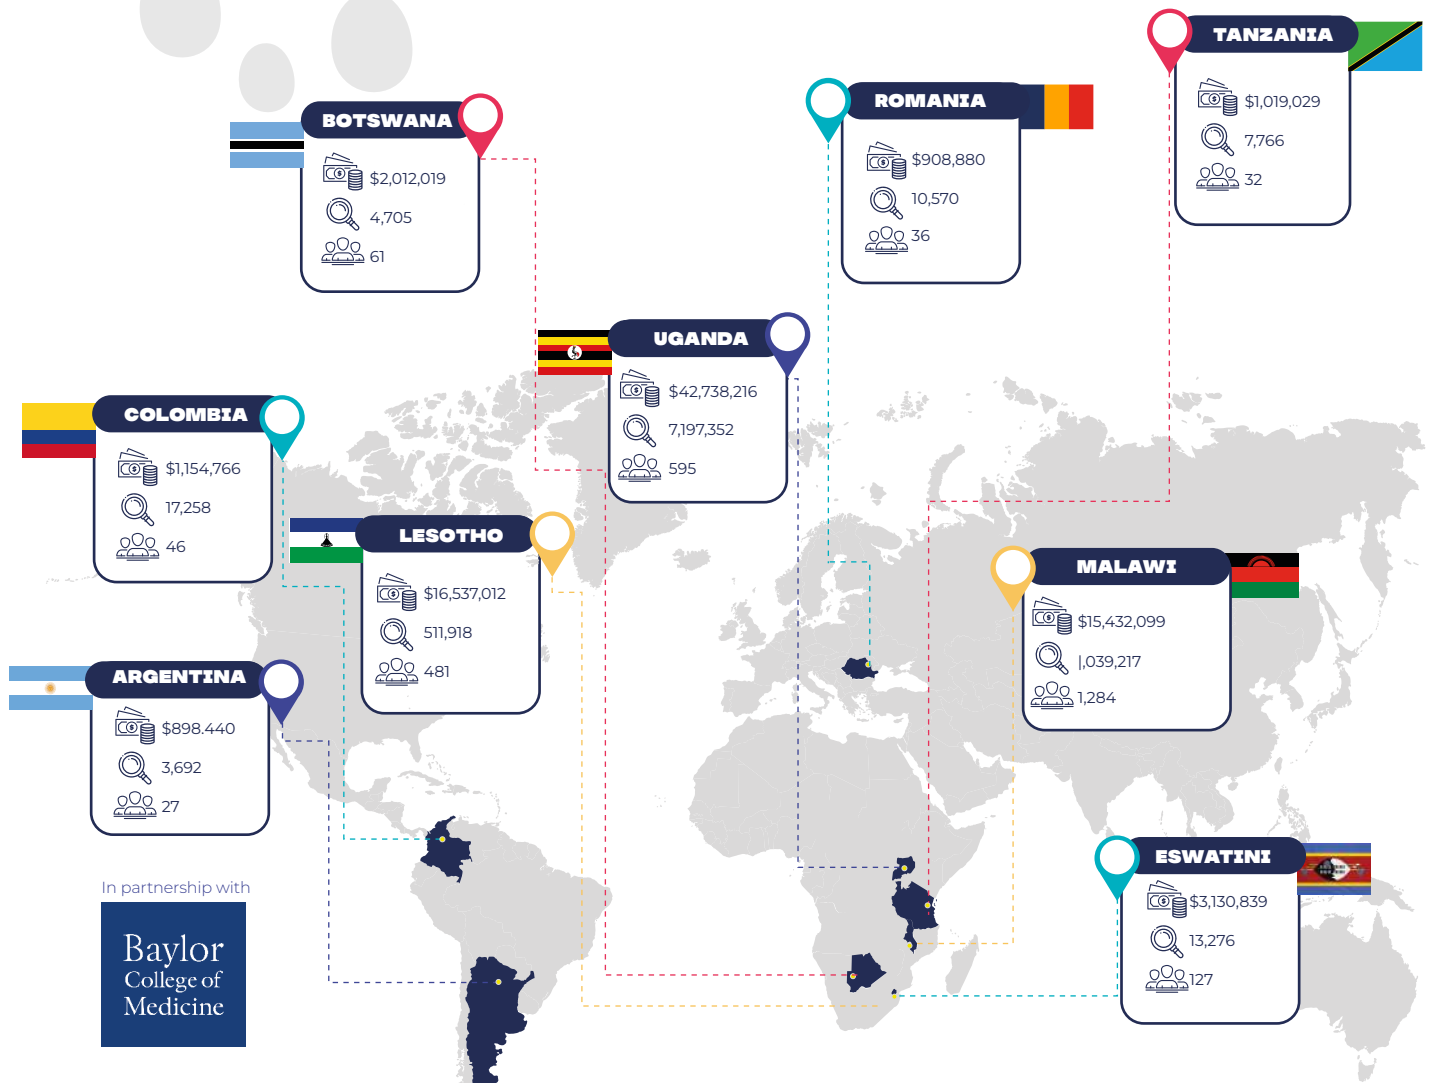 TANZANIA
$1,019,029
7,766
32
ROMANIA
$908,880
10,570
36
BOTSWANA
$2,012,019
4,705
61
UGANDA
$42,738,216
7,197,352
595
COLOMBIA
$1,154,766
17,258
46
LESOTHO
$16,537,012
511,918
481
MALAWI
$15,432,099
|,039,217
1,284
ARGENTINA
$898.440
3,692
27
ESWATINI
$3,130,839
13,276
127
In partnership with
Baylor
College of
Medicine